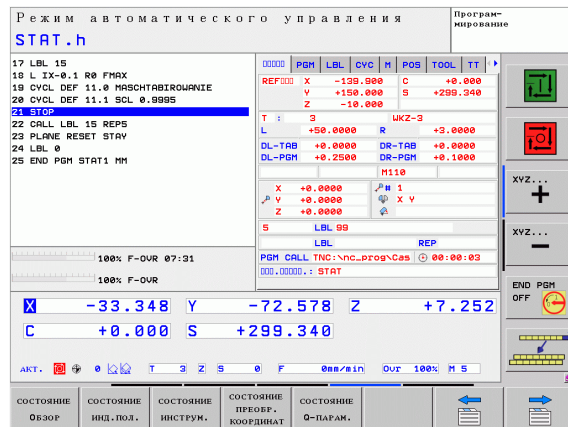 Режим автоматического управления
Програм-
мирование
STAT.h
17 LBL 15
18 L IX-0.1 R0 FMAX
19 CYCL DEF 11.0 MASCHTABIROWANIE
20 CYCL DEF 11.1 SCL 0.9995
21 STOP
22 CALL LBL 15 REP5
23 PLANE RESET STAY
24 LBL 0
25 END PGM STAT1 MM
100% F-OVR 07:31
100% F-OVR
PGM LBL CYC M POS TOOL TT
REF X -139.900 C +0.000
Y +150.000 S +299.340
Z -10.000
T : 3 WKZ-3
L +50.0000 R +3.0000
DL-TAB +0.0000 DR-TAB +0.0000
DL-PGM +0.2500 DR-PGM +0.1000
M110
X +0.0000 # 1
Y +0.0000 X Y
Z +0.0000
5 LBL 99
LBL REP
PGM CALL TNC:\nc_prog\Cas 00:00:03
.: STAT
X -33.348 Y -72.578 Z +7.252
C +0.000 S +299.340
АКТ. 0 T 3 Z S 0 F 0mm/min Ovr 100% M 5
XYZ...
+
XYZ...
−
END PGM
OFF
СОСТОЯНИЕ
ОБЗОР
СОСТОЯНИЕ
ИНД.ПОЛ.
СОСТОЯНИЕ
ИНСТРУМ.
СОСТОЯНИЕ
ПРЕОБР.
КООРДИНАТ
СОСТОЯНИЕ
Q-ПАРАМ.